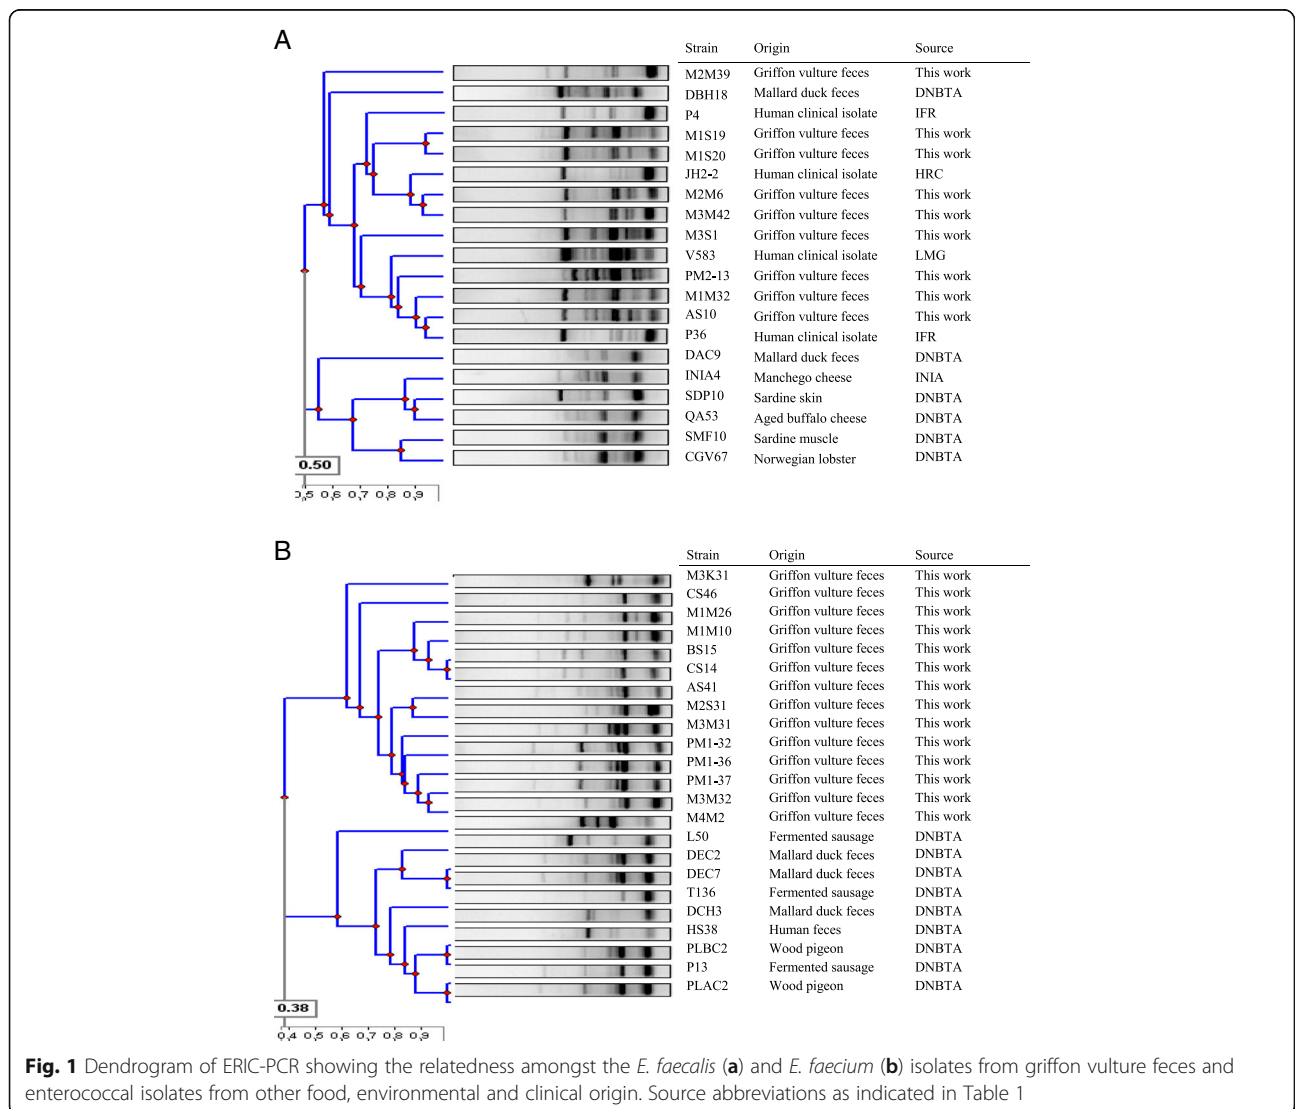 A
Strain Origin Source
M2M39 Griffon vulture feces This work
DBH18 Mallard duck feces DNBTA
P4 Human clinical isolate IFR
M1S19 Griffon vulture feces This work
M1S20 Griffon vulture feces This work
JH2-2 Human clinical isolate HRC
M2M6 Griffon vulture feces This work
M3M42 Griffon vulture feces This work
M3S1 Griffon vulture feces This work
V583 Human clinical isolate LMG
PM2-13 Griffon vulture feces This work
M1M32 Griffon vulture feces This work
AS10 Griffon vulture feces This work
P36 Human clinical isolate IFR
DAC9 Mallard duck feces DNBTA
INIA4 Manchego cheese INIA
SDP10 Sardine skin DNBTA
QA53 Aged buffalo cheese DNBTA
SMF10 Sardine muscle DNBTA
CGV67 Norwegian lobster DNBTA
0.50
0,6 0,7 0,8 0,9
B
Strain Origin Source
M3K31 Griffon vulture feces This work
CS46 Griffon vulture feces This work
M1M26 Griffon vulture feces This work
M1M10 Griffon vulture feces This work
BS15 Griffon vulture feces This work
CS14 Griffon vulture feces This work
AS41 Griffon vulture feces This work
M2S31 Griffon vulture feces This work
M3M31 Griffon vulture feces This work
PM1-32 Griffon vulture feces This work
PM1-36 Griffon vulture feces This work
PM1-37 Griffon vulture feces This work
M3M32 Griffon vulture feces This work
M4M2 Griffon vulture feces This work
L50 Fermented sausage DNBTA
DEC2 Mallard duck feces DNBTA
DEC7 Mallard duck feces DNBTA
T136 Fermented sausage DNBTA
DCH3 Mallard duck feces DNBTA
HS38 Human feces DNBTA
PLBC2 Wood pigeon DNBTA
P13 Fermented sausage DNBTA
PLAC2 Wood pigeon DNBTA
0.38
0,4 0,5 0,6 0,7 0,8 0,9
Fig. 1 Dendrogram of ERIC-PCR showing the relatedness amongst the E. faecalis (a) and E. faecium (b) isolates from griffon vulture feces and
enterococcal isolates from other food, environmental and clinical origin. Source abbreviations as indicated in Table 1